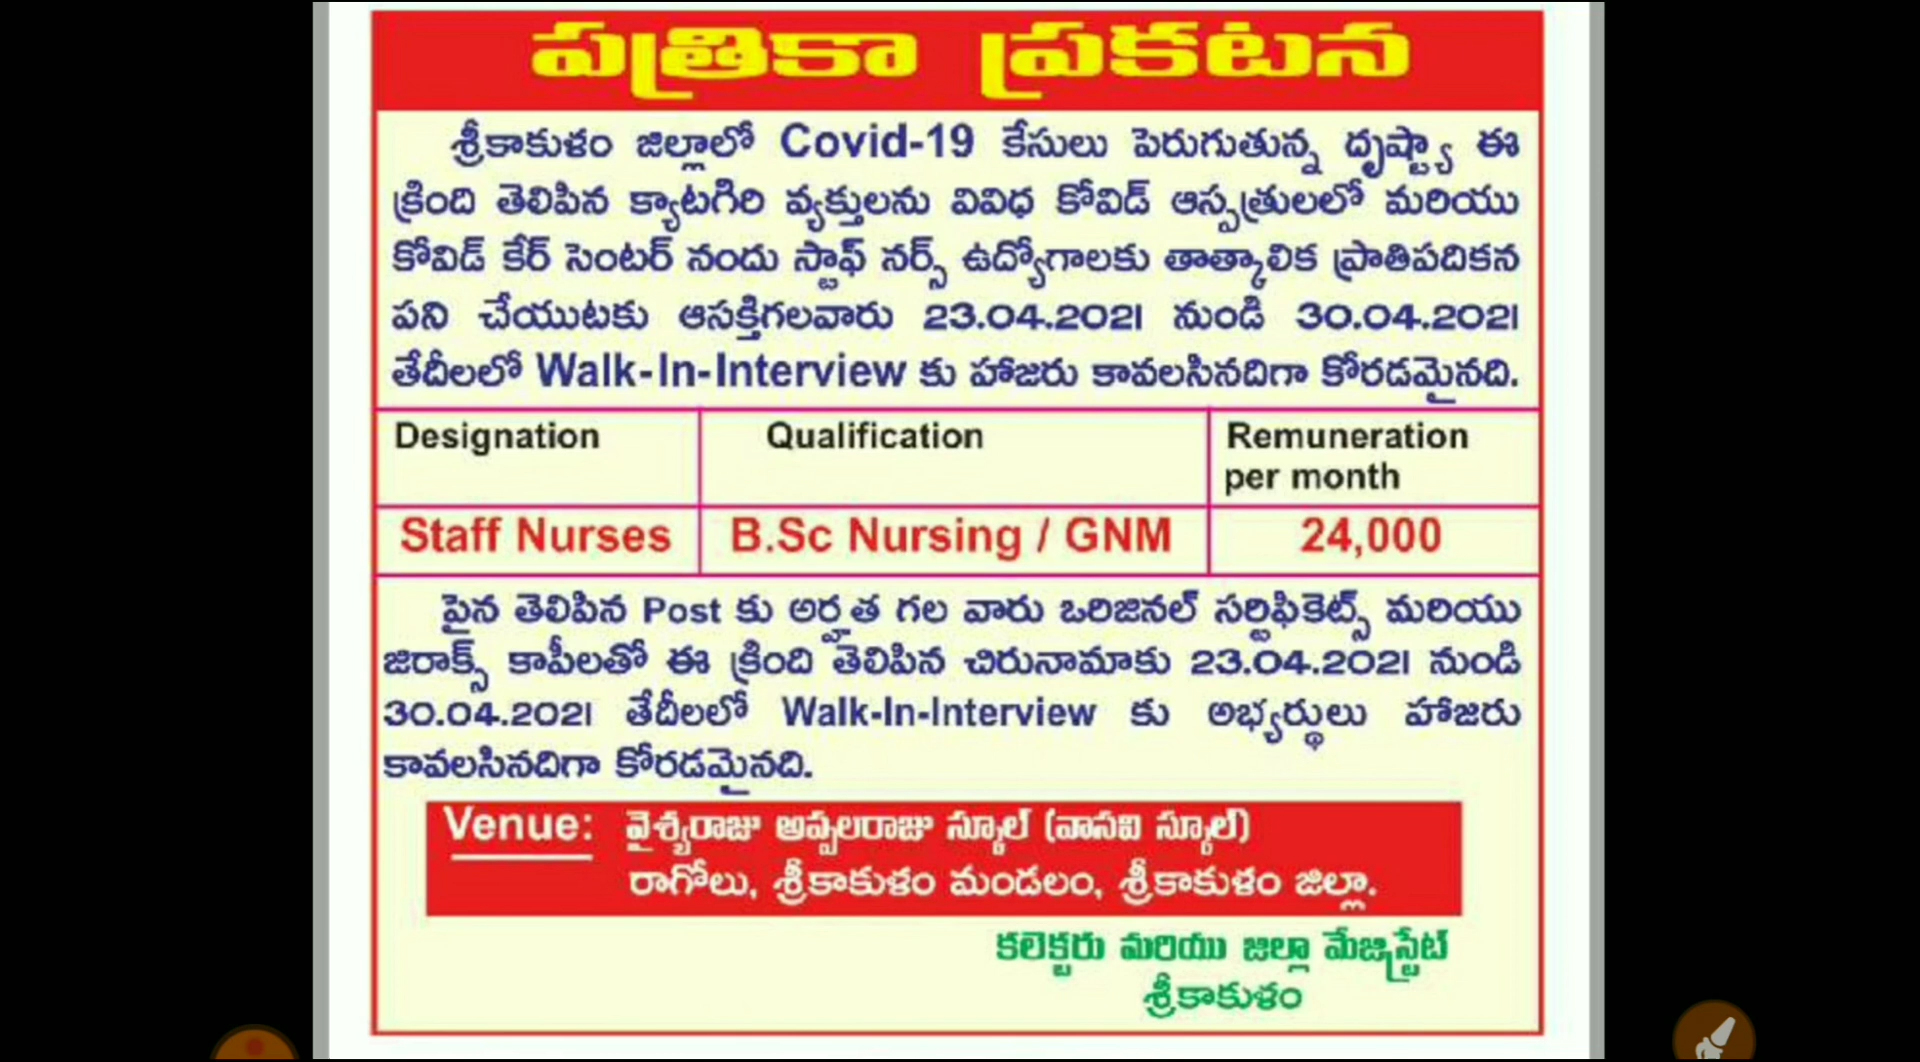 పత్రికా ప్రకటన
శ్రీకాకుళం జిల్లాలో Covid-19 కేసులు పెరుగుతున్న దృష్ట్యా ఈ
క్రింది తెలిపిన క్యాటగిరి వ్యక్తులను వివిధ కోవిడ్ ఆస్పత్రులలో మరియు
కోవిడ్ కేర్ సెంటర్ నందు స్టాఫ్ నర్స్ ఉద్యోగాలకు తాత్కాలిక ప్రాతిపదికన
పని చేయుటకు ఆసక్తిగలవారు 23.04.2021 నుండి 30.04.2021
తేదీలలో Walk-In-Interview కు హాజరు కావలసినదిగా కోరడమైనది.
Designation Qualification Remuneration
per month
Staff Nurses B.Sc Nursing / GNM 24,000
పైన తెలిపిన Post కు అర్హత గల వారు ఒరిజినల్ సర్టిఫికెట్స్ మరియు
జిరాక్స్ కాపీలతో ఈ క్రింది తెలిపిన చిరునామాకు 23.04.2021 నుండి
30.04.2021 తేదీలలో Walk-In-Interview కు అభ్యర్థులు హాజరు
కావలసినదిగా కోరడమైనది.
Venue: వైశ్యరాజు అప్పలరాజు స్కూల్ (వాసవి స్కూల్)
రాగోలు, శ్రీకాకుళం మండలం, శ్రీకాకుళం జిల్లా.
కలెక్టరు మరియు జిల్లా మేజిస్ట్రేట్
శ్రీకాకుళం